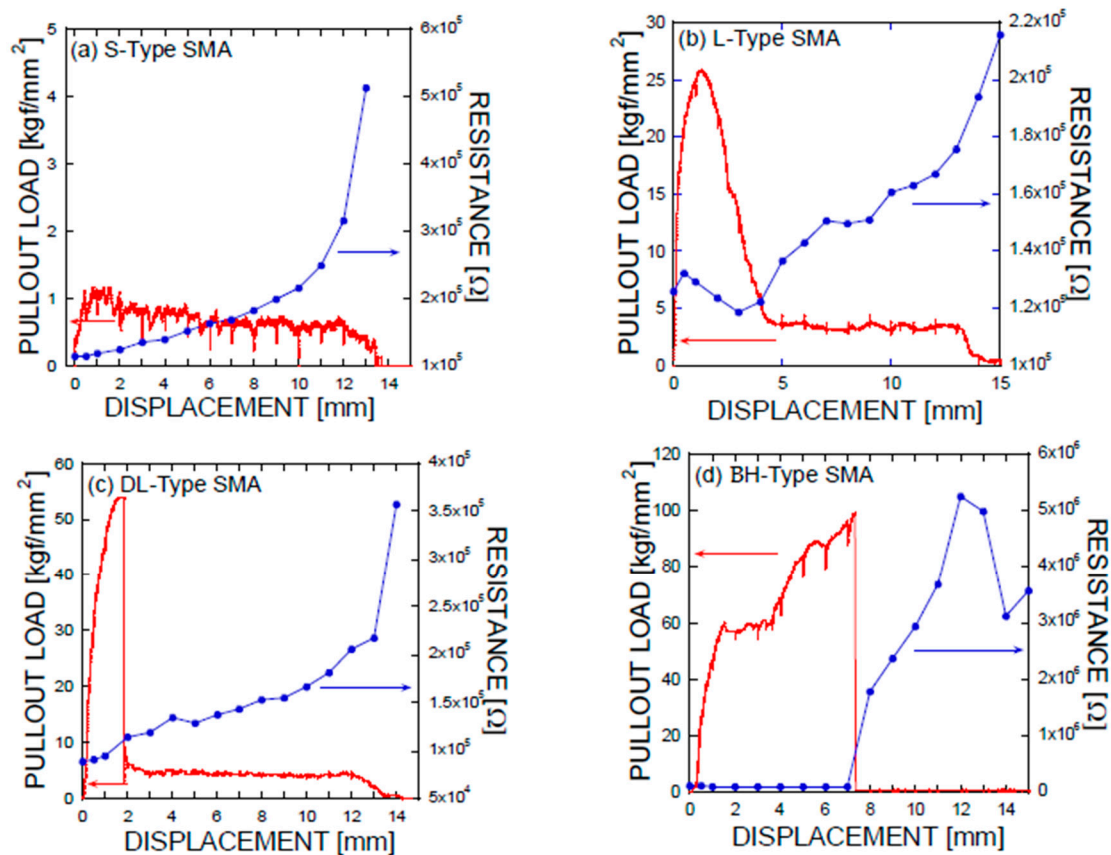 (a) S-Type SMA
PULLOUT LOAD [kgf/mm²]
5
4
3
2
1
0
6x10⁵
5x10⁵
4x10⁵
3x10⁵
2x10⁵
1x10⁵
RESISTANCE [Ω]
0 2 4 6 8 10 12 14
DISPLACEMENT [mm]
(b) L-Type SMA
PULLOUT LOAD [kgf/mm²]
30
25
20
15
10
5
0
2.2x10⁵
2x10⁵
1.8x10⁵
1.6x10⁵
1.4x10⁵
1.2x10⁵
1x10⁵
RESISTANCE [Ω]
0 5 10 15
DISPLACEMENT [mm]
(c) DL-Type SMA
PULLOUT LOAD [kgf/mm²]
60
50
40
30
20
10
0
4x10⁵
3.5x10⁵
3x10⁵
2.5x10⁵
2x10⁵
1.5x10⁵
1x10⁵
5x10⁴
RESISTANCE [Ω]
0 2 4 6 8 10 12 14
DISPLACEMENT [mm]
(d) BH-Type SMA
PULLOUT LOAD [kgf/mm²]
120
100
80
60
40
20
0
6x10⁶
5x10⁶
4x10⁶
3x10⁶
2x10⁶
1x10⁶
0
RESISTANCE [Ω]
0 2 4 6 8 10 12 14
DISPLACEMENT [mm]